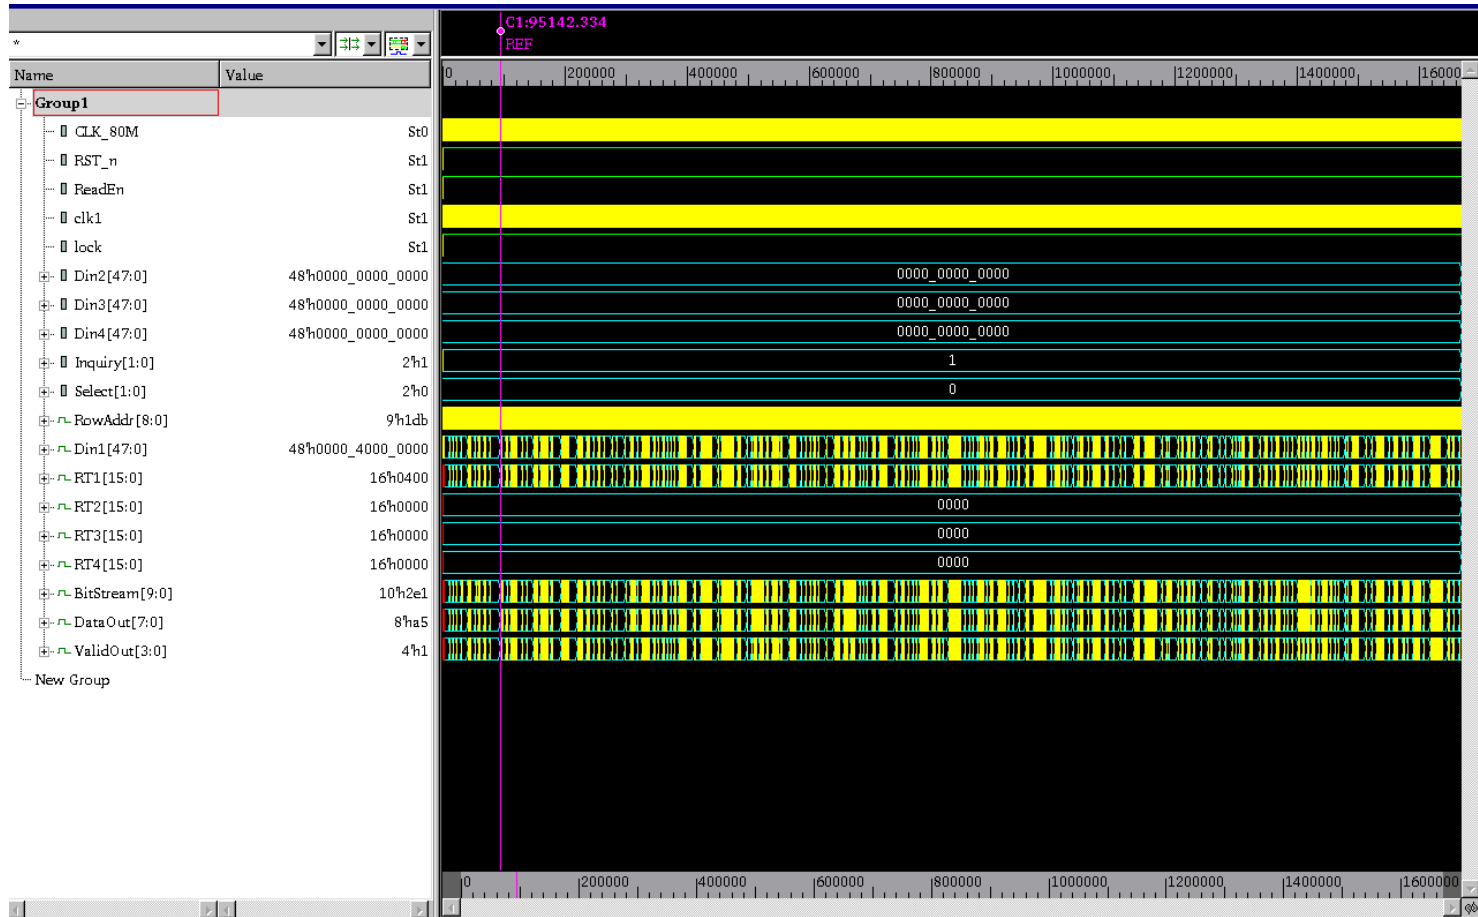 C1:95142.334
*
REF
Name Value 0 200000 400000 600000 800000 1000000 1200000 1400000 16000
Group1
CLK_80M St0
RST_n St1
ReadEn St1
clk1 St1
lock St1
Din2[47:0] 48'h0000_0000_0000 0000_0000_0000
Din3[47:0] 48'h0000_0000_0000 0000_0000_0000
Din4[47:0] 48'h0000_0000_0000 0000_0000_0000
Inquiry[1:0] 2'h1 1
Select[1:0] 2'h0 0
RowAddr[8:0] 9'h1db
Din1[47:0] 48'h0000_4000_0000
RT1[15:0] 16'h0400
RT2[15:0] 16'h0000 0000
RT3[15:0] 16'h0000 0000
RT4[15:0] 16'h0000 0000
BitStream[9:0] 10'h2e1
DataOut[7:0] 8'ha5
ValidOut[3:0] 4'h1
New Group
0 200000 400000 600000 800000 1000000 1200000 1400000 1600000